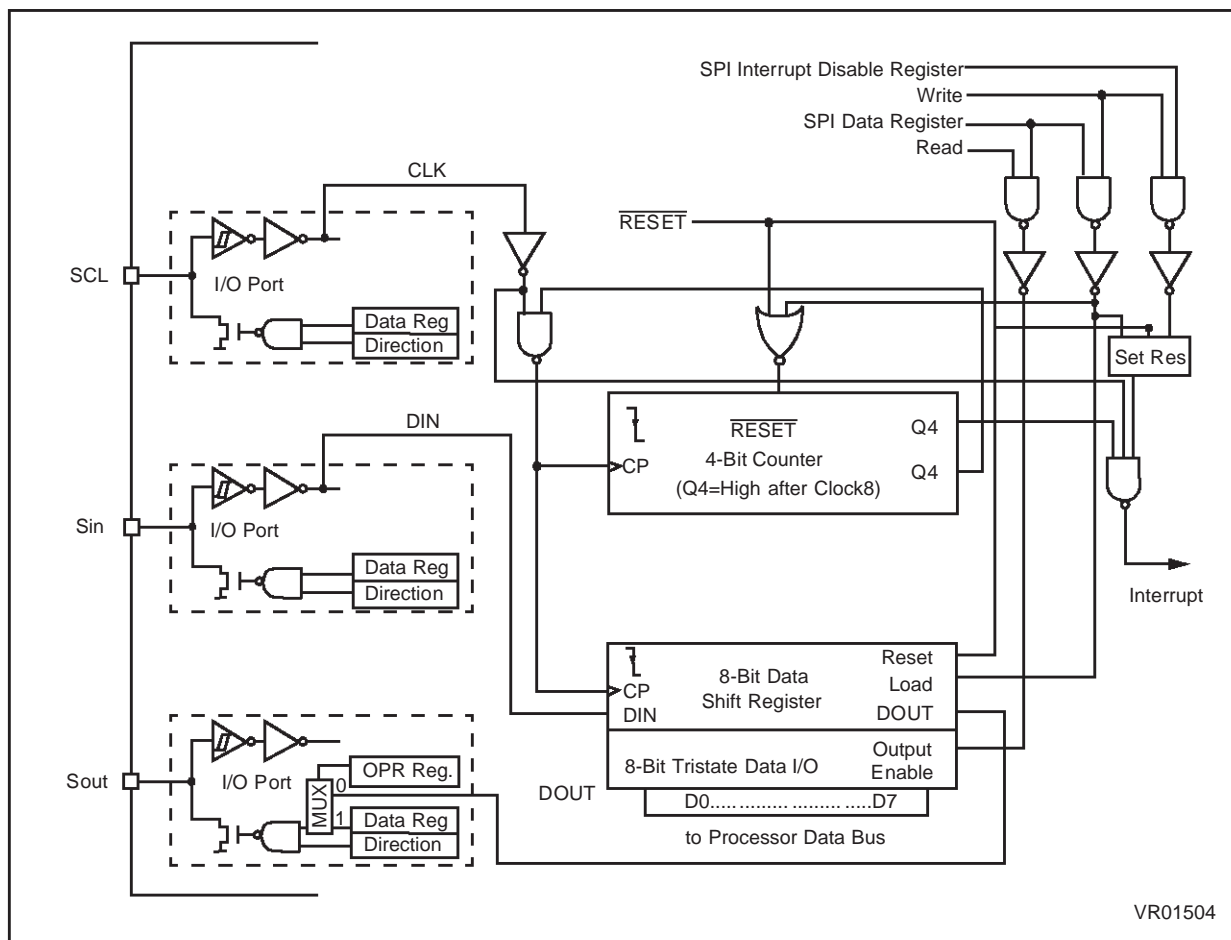 SPI Interrupt Disable Register
Write
SPI Data Register
Read
CLK
RESET
SCL
I/O Port
Data Reg
Direction
Set Res
DIN
RESET
Q4
4-Bit Counter
CP
Q4
(Q4=High after Clock8)
Sin
I/O Port
Data Reg
Direction
Interrupt
Reset
8-Bit Data
Load
CP
Shift Register
DIN
DOUT
Sout
I/O Port
OPR Reg.
MUX
0
1
Data Reg
Direction
Output
Enable
8-Bit Tristate Data I/O
DOUT
D0..... ......... ......... .....D7
to Processor Data Bus
VR01504